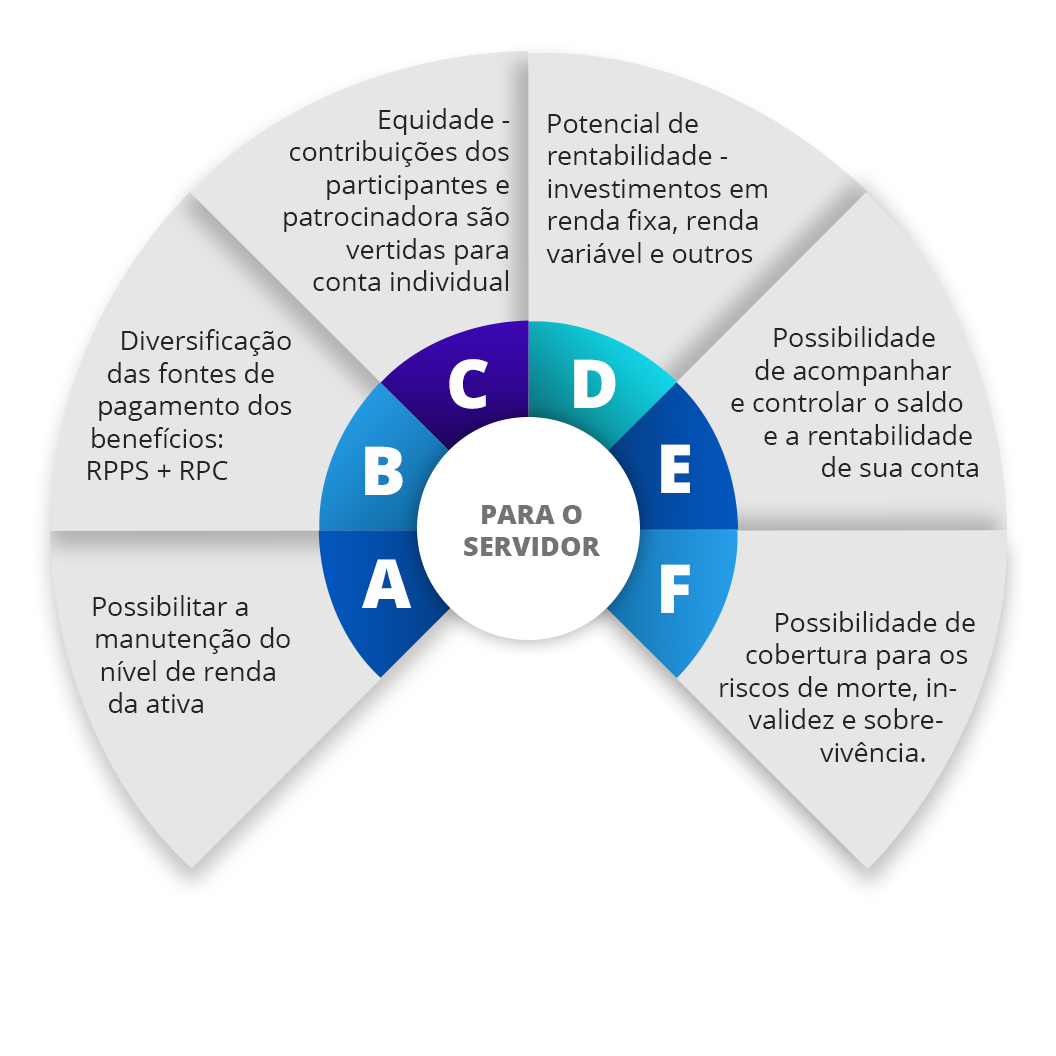 PARA O
SERVIDOR
A
Possibilitar a
manutenção do
nível de renda
da ativa
B
Diversificação
das fontes de
pagamento dos
benefícios:
RPPS + RPC
C
Equidade -
contribuições dos
participantes e
patrocinadora são
vertidas para
conta individual
D
Potencial de
rentabilidade -
investimentos em
renda fixa, renda
variável e outros
E
Possibilidade
de acompanhar
e controlar o saldo
e a rentabilidade
de sua conta
F
Possibilidade de
cobertura para os
riscos de morte, in-
validez e sobre-
vivência.